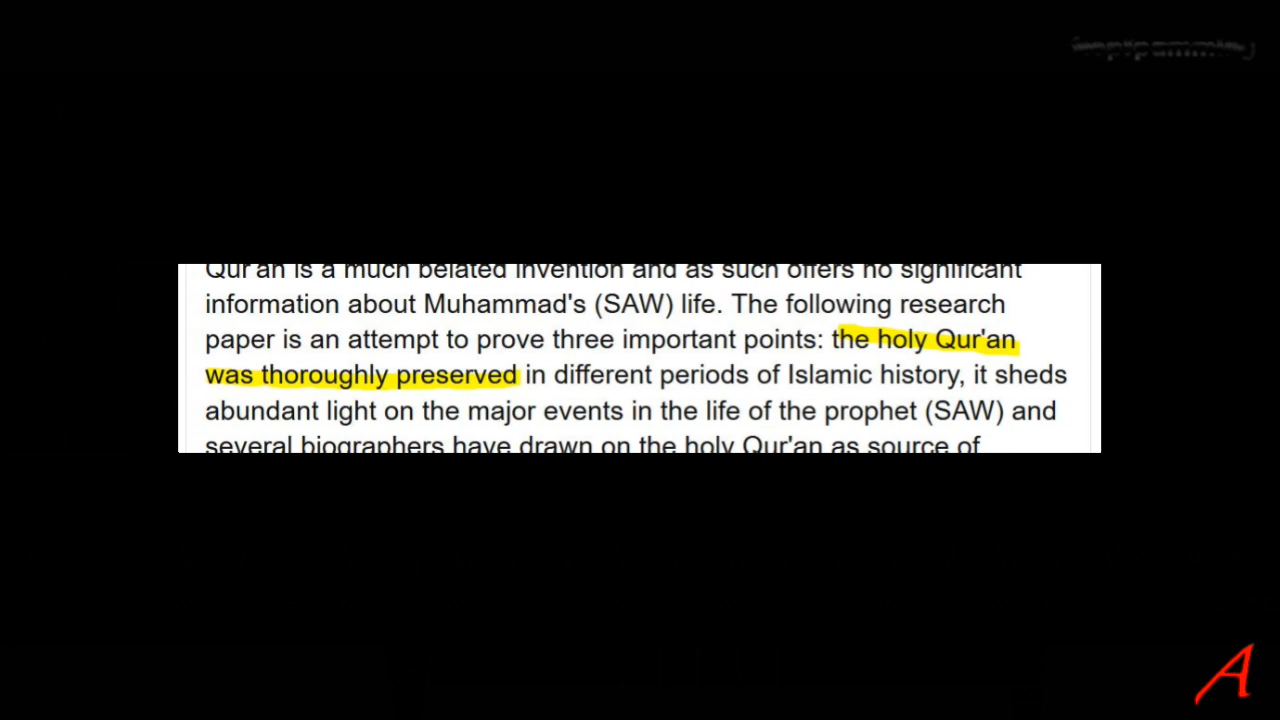 Qur'an is a much belated invention and as such offers no significant
information about Muhammad's (SAW) life. The following research
paper is an attempt to prove three important points: the holy Qur'an
was thoroughly preserved in different periods of Islamic history, it sheds
abundant light on the major events in the life of the prophet (SAW) and
several biographers have drawn on the holy Qur'an as source of
A